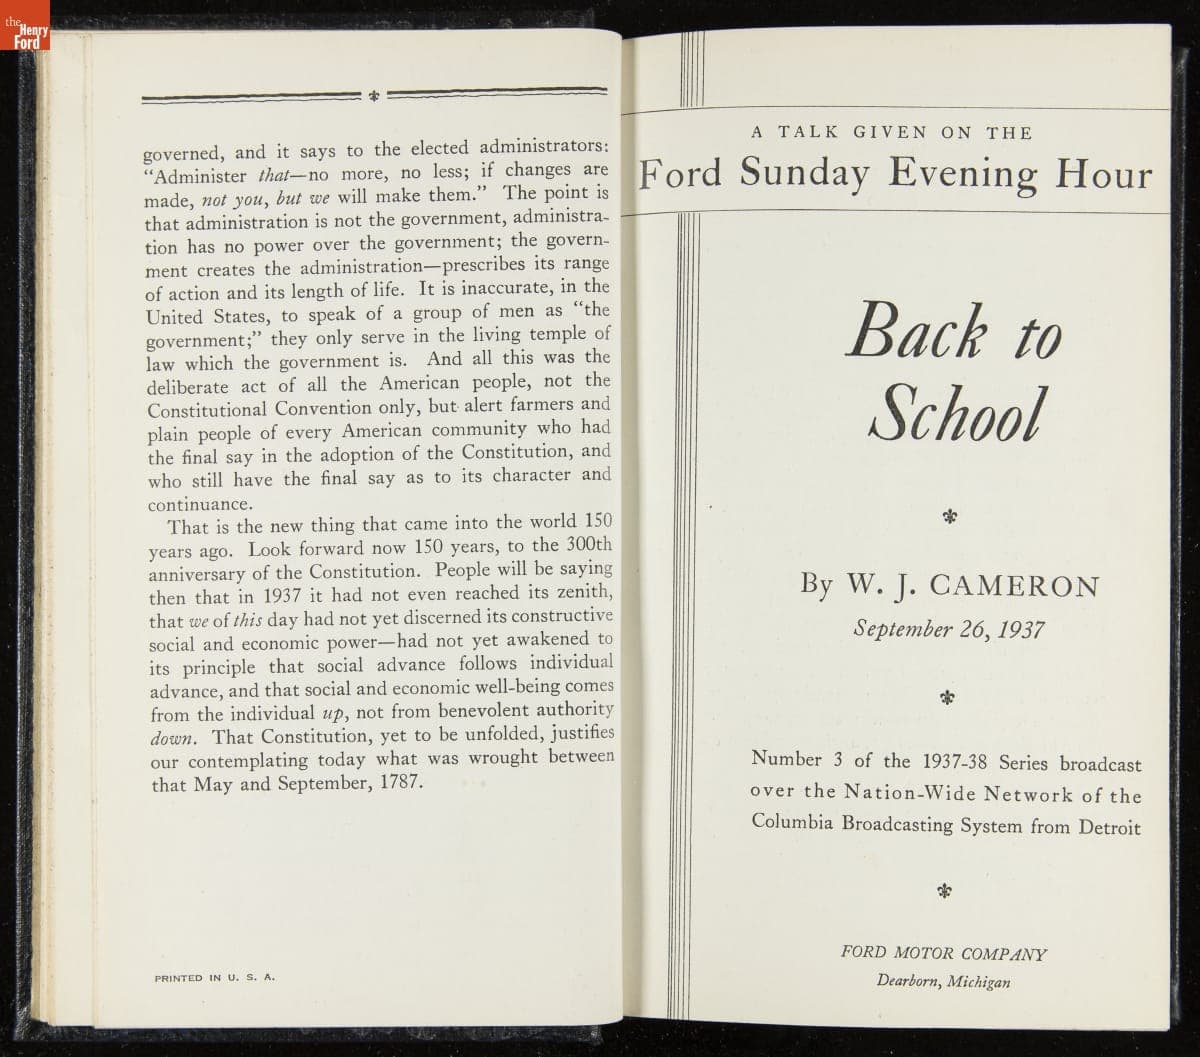 the
Henry
Ford
governed, and it says to the elected administrators:
“Administer that—no more, no less; if changes are
made, not you, but we will make them.” The point is
that administration is not the government, administra-
tion has no power over the government; the govern-
ment creates the administration—prescribes its range
of action and its length of life. It is inaccurate, in the
United States, to speak of a group of men as “the
government;” they only serve in the living temple of
law which the government is. And all this was the
deliberate act of all the American people, not the
Constitutional Convention only, but alert farmers and
plain people of every American community who had
the final say in the adoption of the Constitution, and
who still have the final say as to its character and
continuance.
That is the new thing that came into the world 150
years ago. Look forward now 150 years, to the 300th
anniversary of the Constitution. People will be saying
then that in 1937 it had not even reached its zenith,
that we of this day had not yet discerned its constructive
social and economic power—had not yet awakened to
its principle that social advance follows individual
advance, and that social and economic well-being comes
from the individual up, not from benevolent authority
down. That Constitution, yet to be unfolded, justifies
our contemplating today what was wrought between
that May and September, 1787.
PRINTED IN U. S. A.
A TALK GIVEN ON THE
Ford Sunday Evening Hour
Back to
School
By W. J. CAMERON
September 26, 1937
Number 3 of the 1937-38 Series broadcast
over the Nation-Wide Network of the
Columbia Broadcasting System from Detroit
FORD MOTOR COMPANY
Dearborn, Michigan